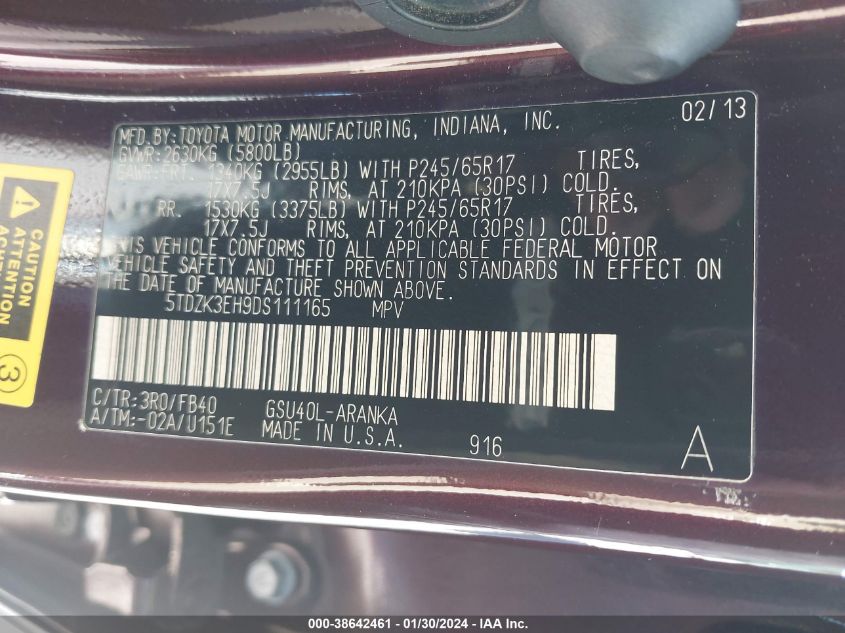 02/13
MFD.BY:TOYOTA MOTOR MANUFACTURING, INDIANA, INC.
GVWR:2630KG (5800LB)
GAWR:FRT. 1340KG (2955LB) WITH P245/65R17 TIRES,
17X7.5J RIMS, AT 210KPA (30PSI) COLD.
RR. 1530KG (3375LB) WITH P245/65R17 TIRES,
17X7.5J RIMS, AT 210KPA (30PSI) COLD.
THIS VEHICLE CONFORMS TO ALL APPLICABLE FEDERAL MOTOR
VEHICLE SAFETY AND THEFT PREVENTION STANDARDS IN EFFECT ON
THE DATE OF MANUFACTURE SHOWN ABOVE.
5TDZK3EH9DS111165 MPV
C/TR:3R0/FB40 GSU40L-ARANKA
A/TM:-02A/U151E MADE IN U.S.A. 916
A
CAUTION
ATTENTION
3
000-38642461 - 01/30/2024 - IAA Inc.